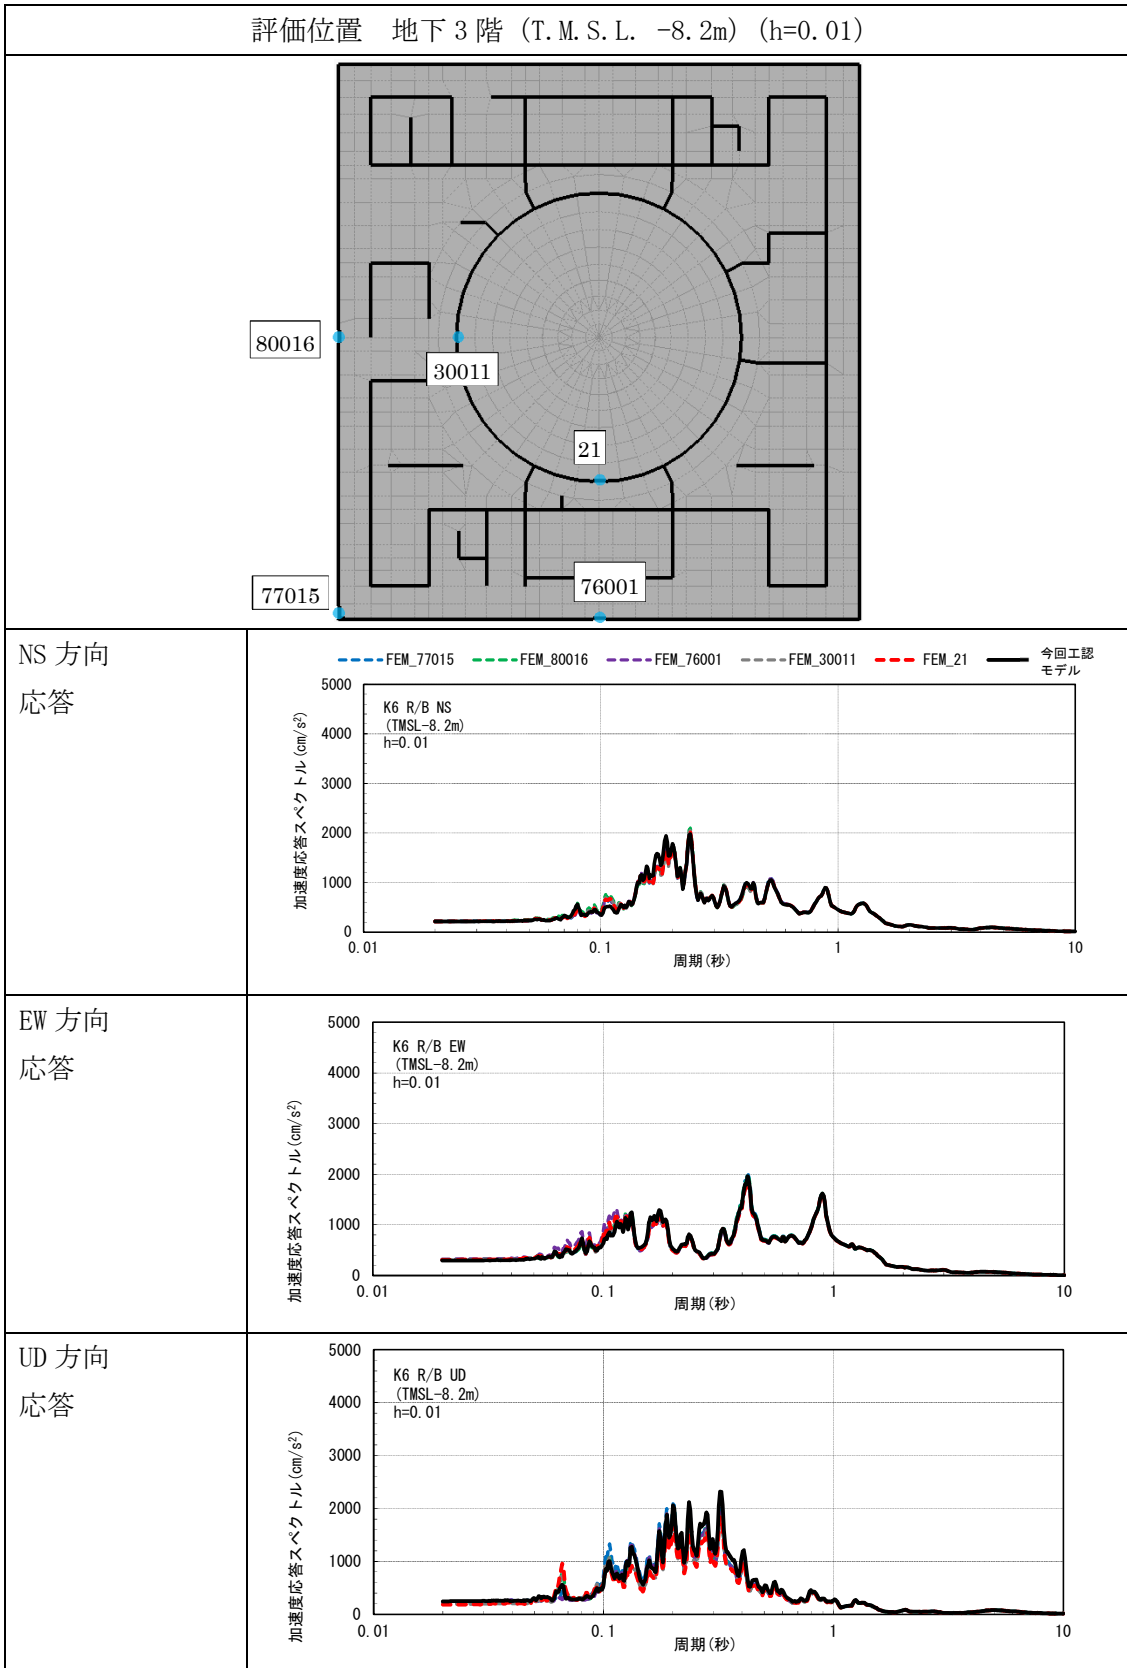 評価位置　地下3階 (T.M.S.L. -8.2m) (h=0.01)
80016
30011
21
77015
76001
NS方向
応答
FEM_77015 FEM_80016 FEM_76001 FEM_30011 FEM_21 今回工認モデル
加速度応答スペクトル(cm/s²)
5000
4000
3000
2000
1000
0
K6 R/B NS
(TMSL-8.2m)
h=0.01
0.01 0.1 1 10
周期(秒)
EW方向
応答
加速度応答スペクトル(cm/s²)
5000
4000
3000
2000
1000
0
K6 R/B EW
(TMSL-8.2m)
h=0.01
0.01 0.1 1 10
周期(秒)
UD方向
応答
加速度応答スペクトル(cm/s²)
5000
4000
3000
2000
1000
0
K6 R/B UD
(TMSL-8.2m)
h=0.01
0.01 0.1 1 10
周期(秒)